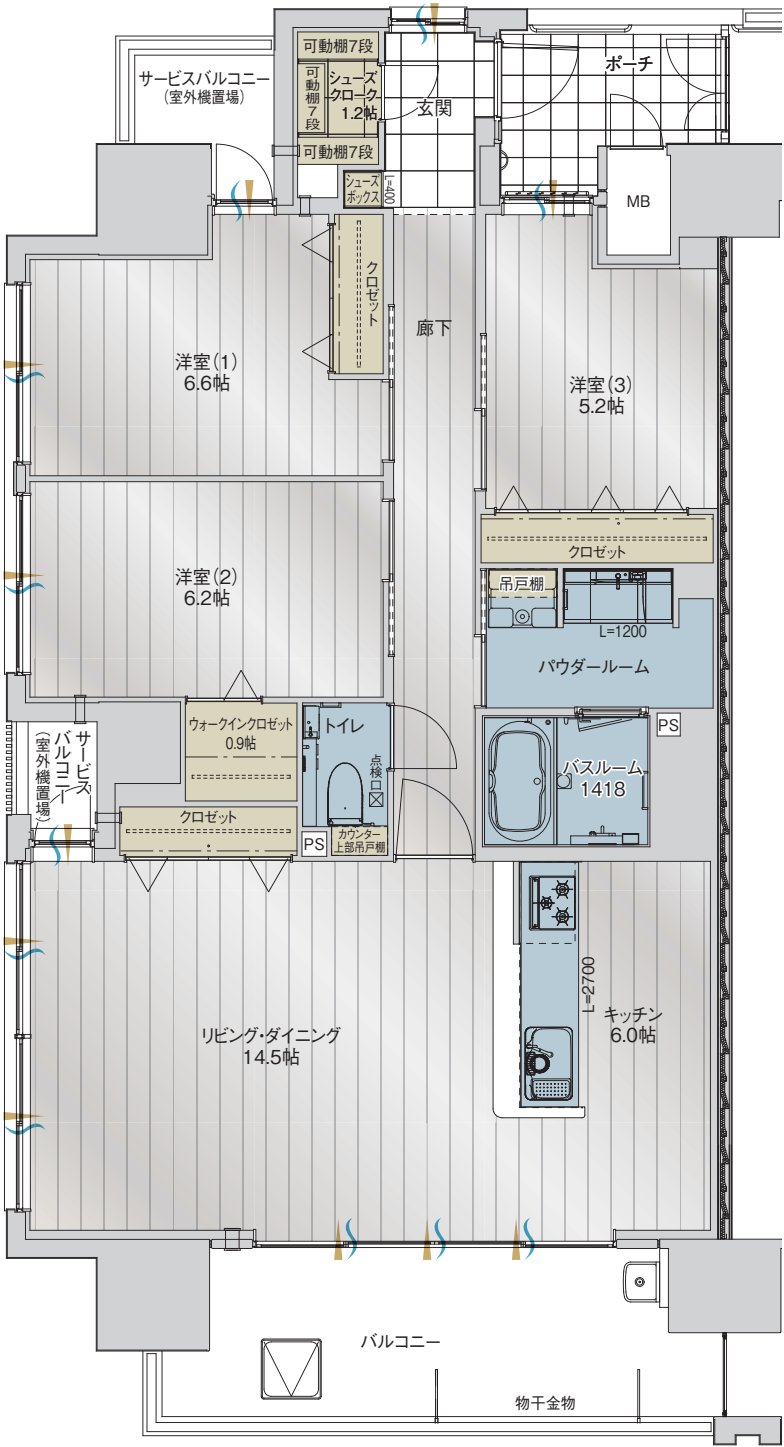 可動棚7段
サービスバルコニー
(室外機置場)
可動棚7段
シューズ
クローク
1.2帖
可動棚7段
玄関
ポーチ
シューズ
ボックス
L=400
MB
クロゼット
廊下
洋室(1)
6.6帖
洋室(3)
5.2帖
クロゼット
洋室(2)
6.2帖
吊戸棚
L=1200
パウダールーム
ウォークインクロゼット
0.9帖
トイレ
点検口
PS
サービス
バルコニー
(室外機置場)
バスルーム
1418
クロゼット
PS
カウンター
上部吊戸棚
L=2700
リビング・ダイニング
14.5帖
キッチン
6.0帖
バルコニー
物干金物